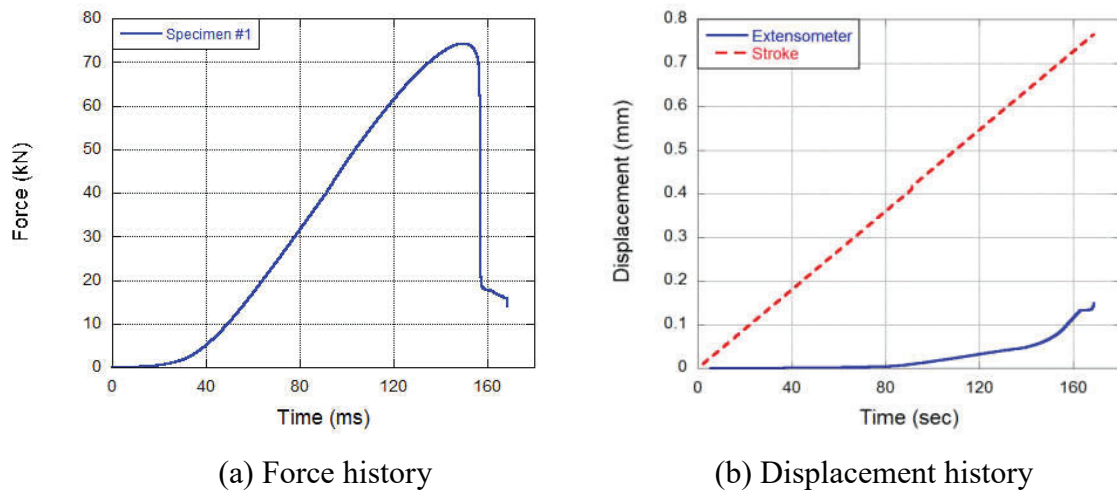 80
70
60
50
40
30
20
10
0
Force (kN)
Specimen #1
0 40 80 120 160
Time (ms)
(a) Force history
0.8
0.7
0.6
0.5
0.4
0.3
0.2
0.1
0
Displacement (mm)
Extensometer
Stroke
40 80 120 160
Time (sec)
(b) Displacement history